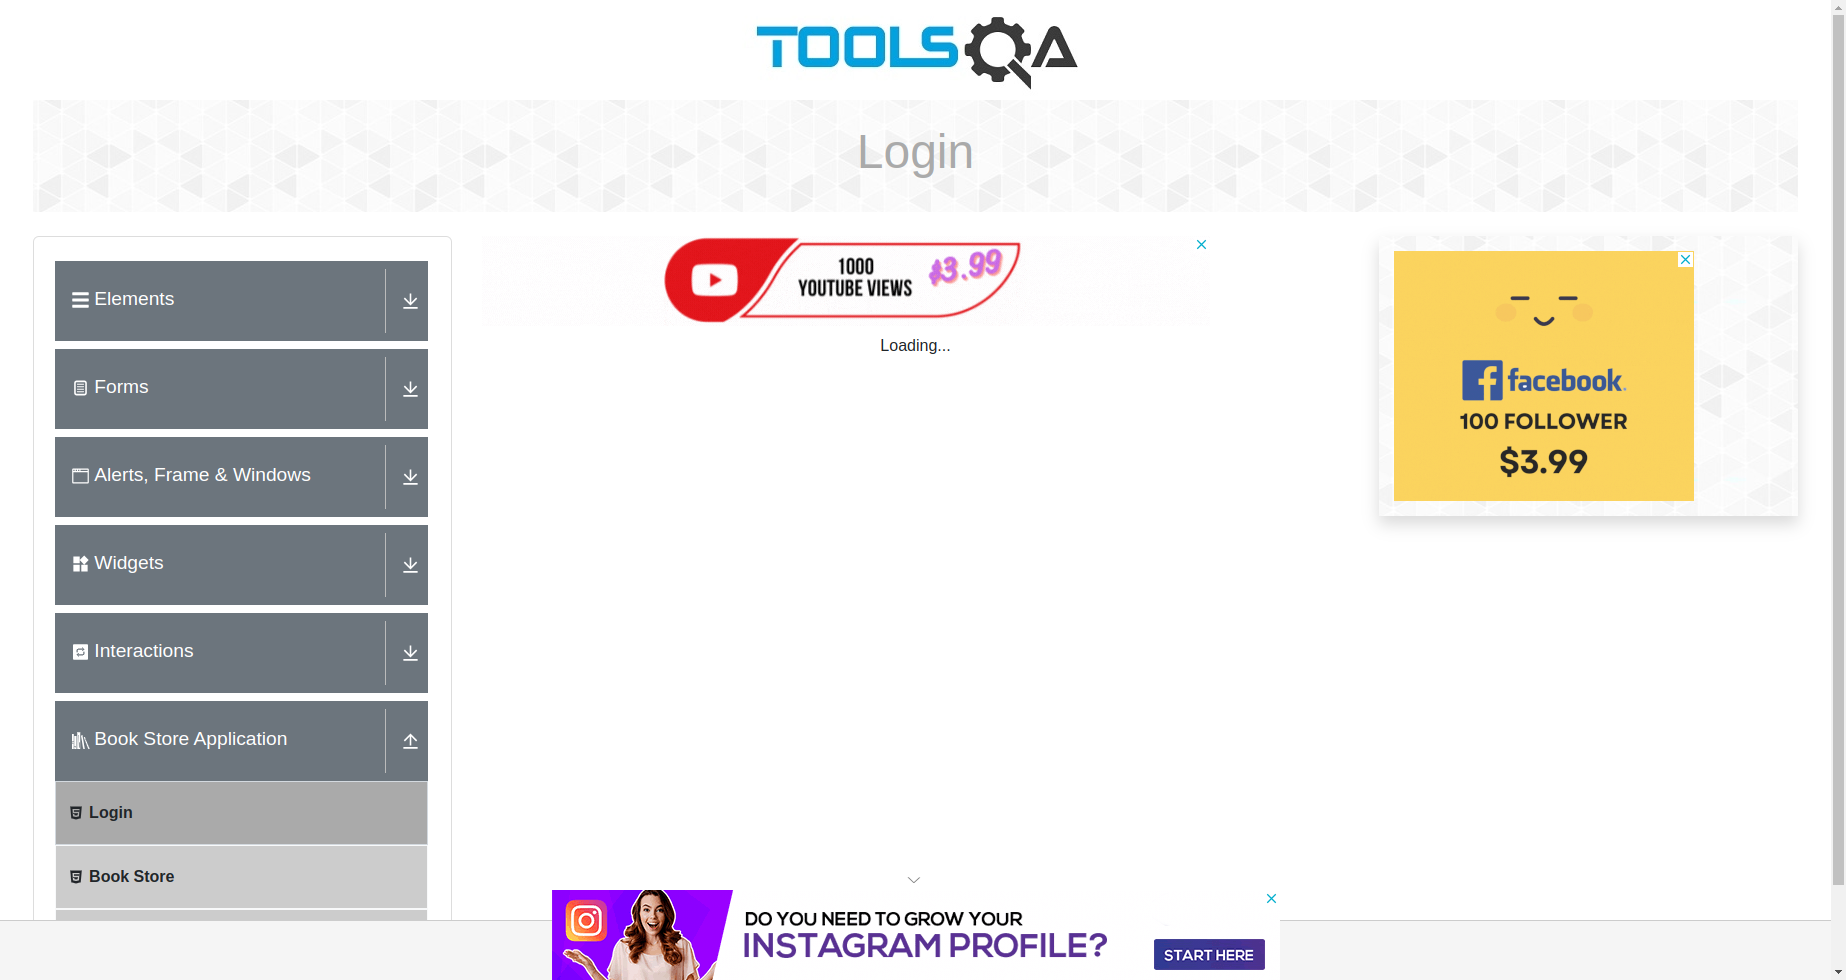 TOOLSQA
Login
Elements
Forms
Alerts, Frame & Windows
Widgets
Interactions
Book Store Application
Login
Book Store
1000
YOUTUBE VIEWS
$3.99
Loading...
facebook.
100 FOLLOWER
$3.99
DO YOU NEED TO GROW YOUR
INSTAGRAM PROFILE?
START HERE